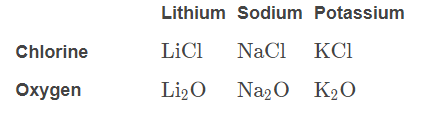 Lithium Sodium Potassium
Chlorine LiCl NaCl KCl
Oxygen Li₂O Na₂O K₂O